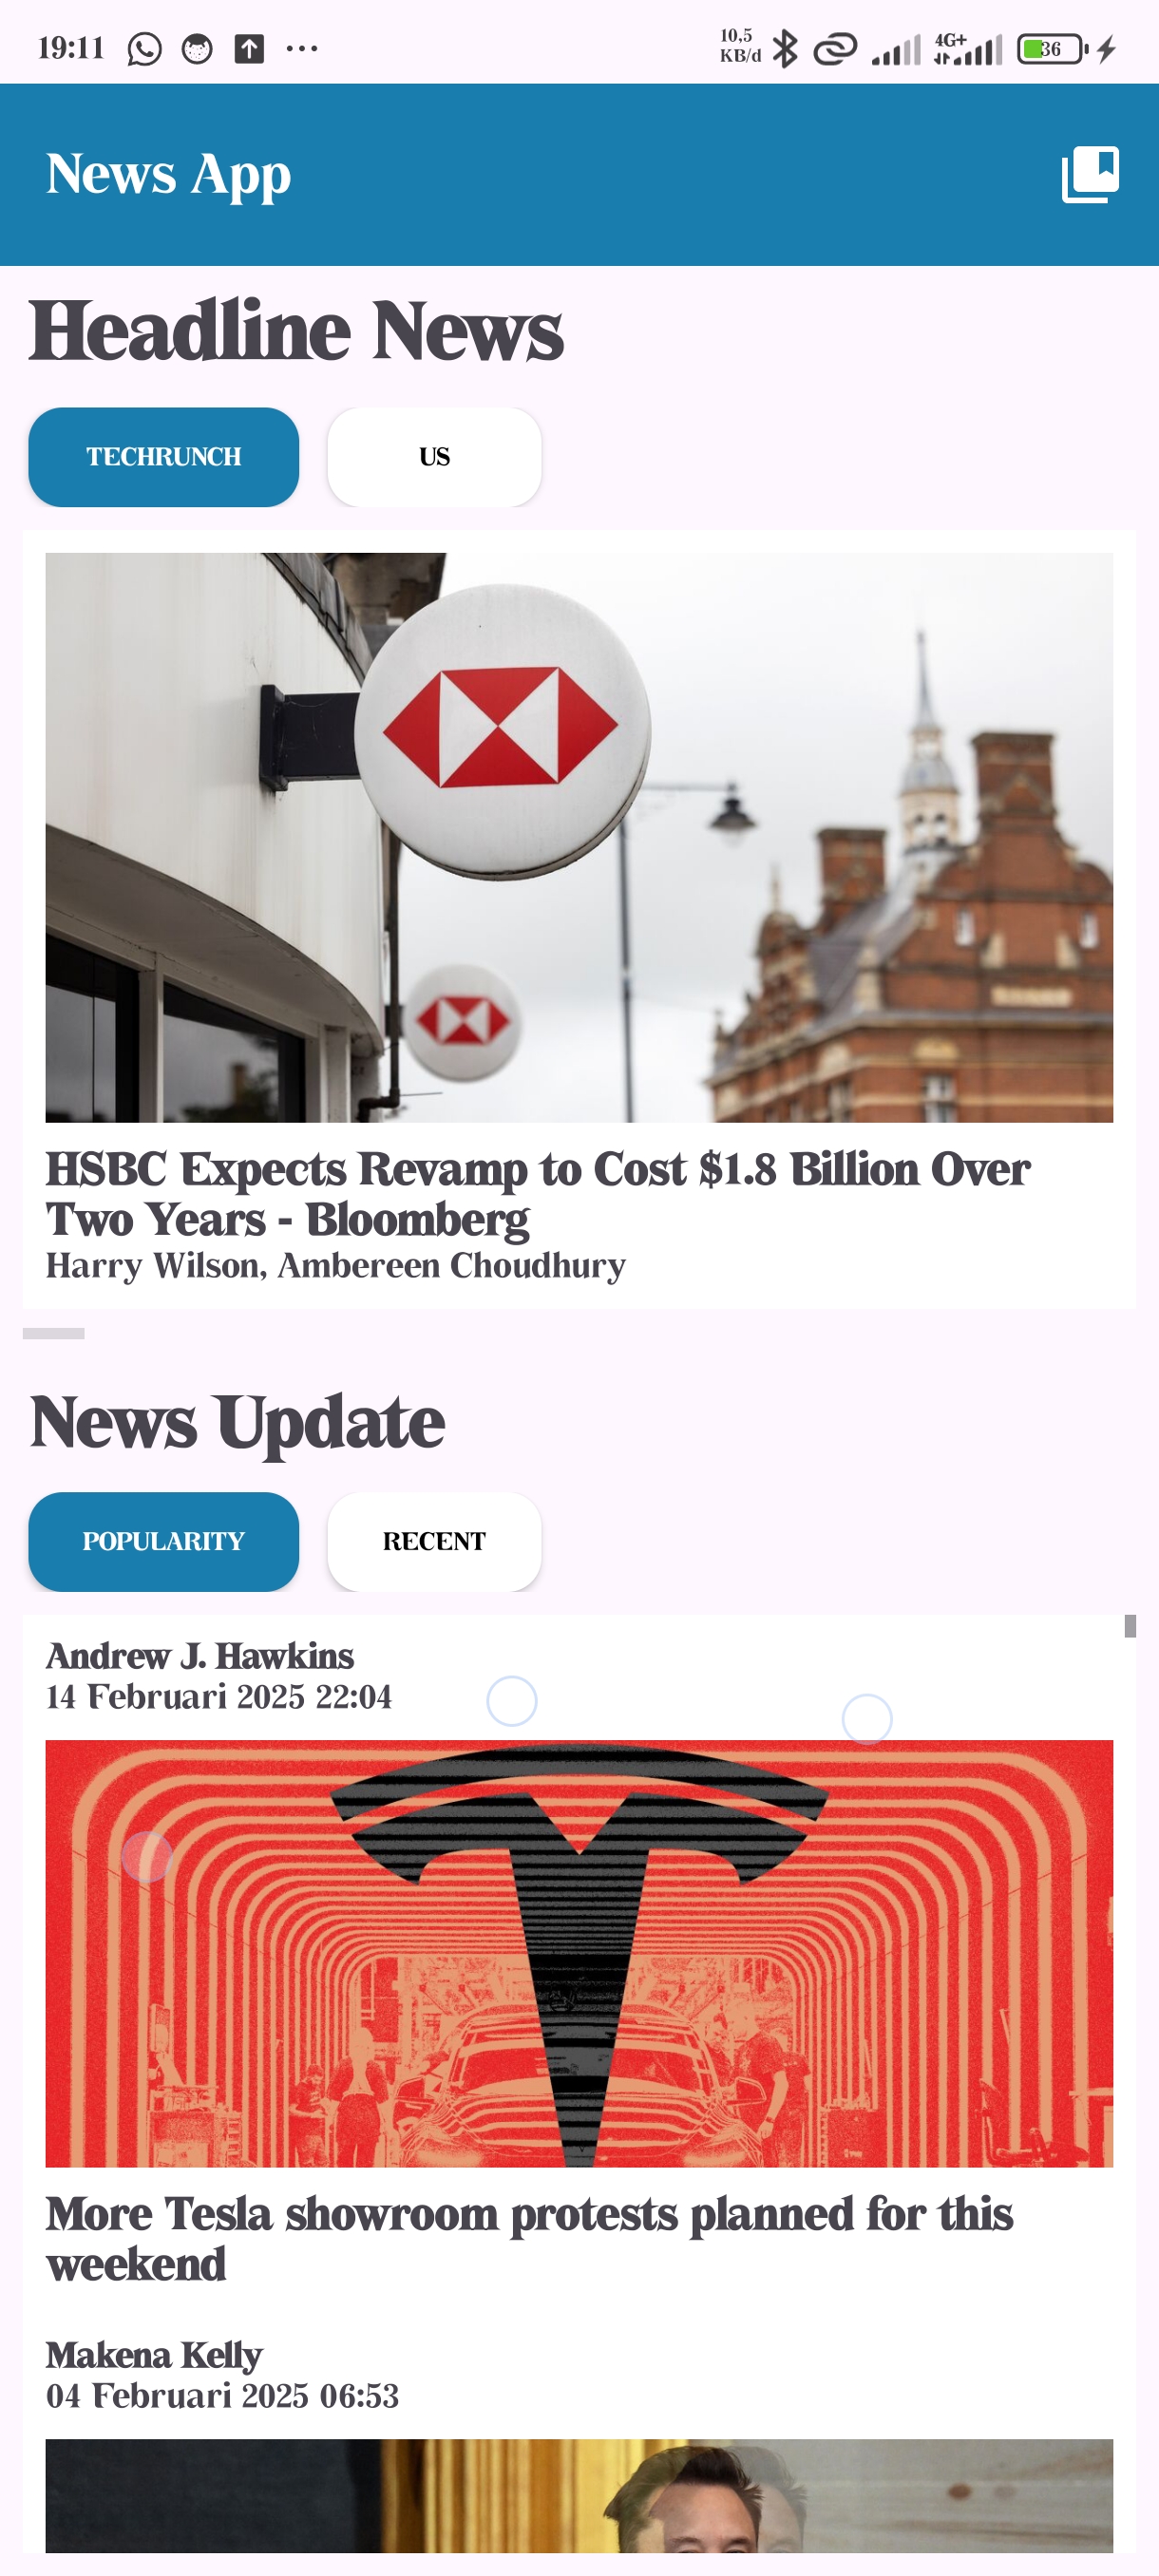 19:11
10,5
KB/d
4G+
36
News App
Headline News
TECHRUNCH
US
HSBC Expects Revamp to Cost $1.8 Billion Over
Two Years - Bloomberg
Harry Wilson, Ambereen Choudhury
News Update
POPULARITY
RECENT
Andrew J. Hawkins
14 Februari 2025 22:04
More Tesla showroom protests planned for this
weekend
Makena Kelly
04 Februari 2025 06:53